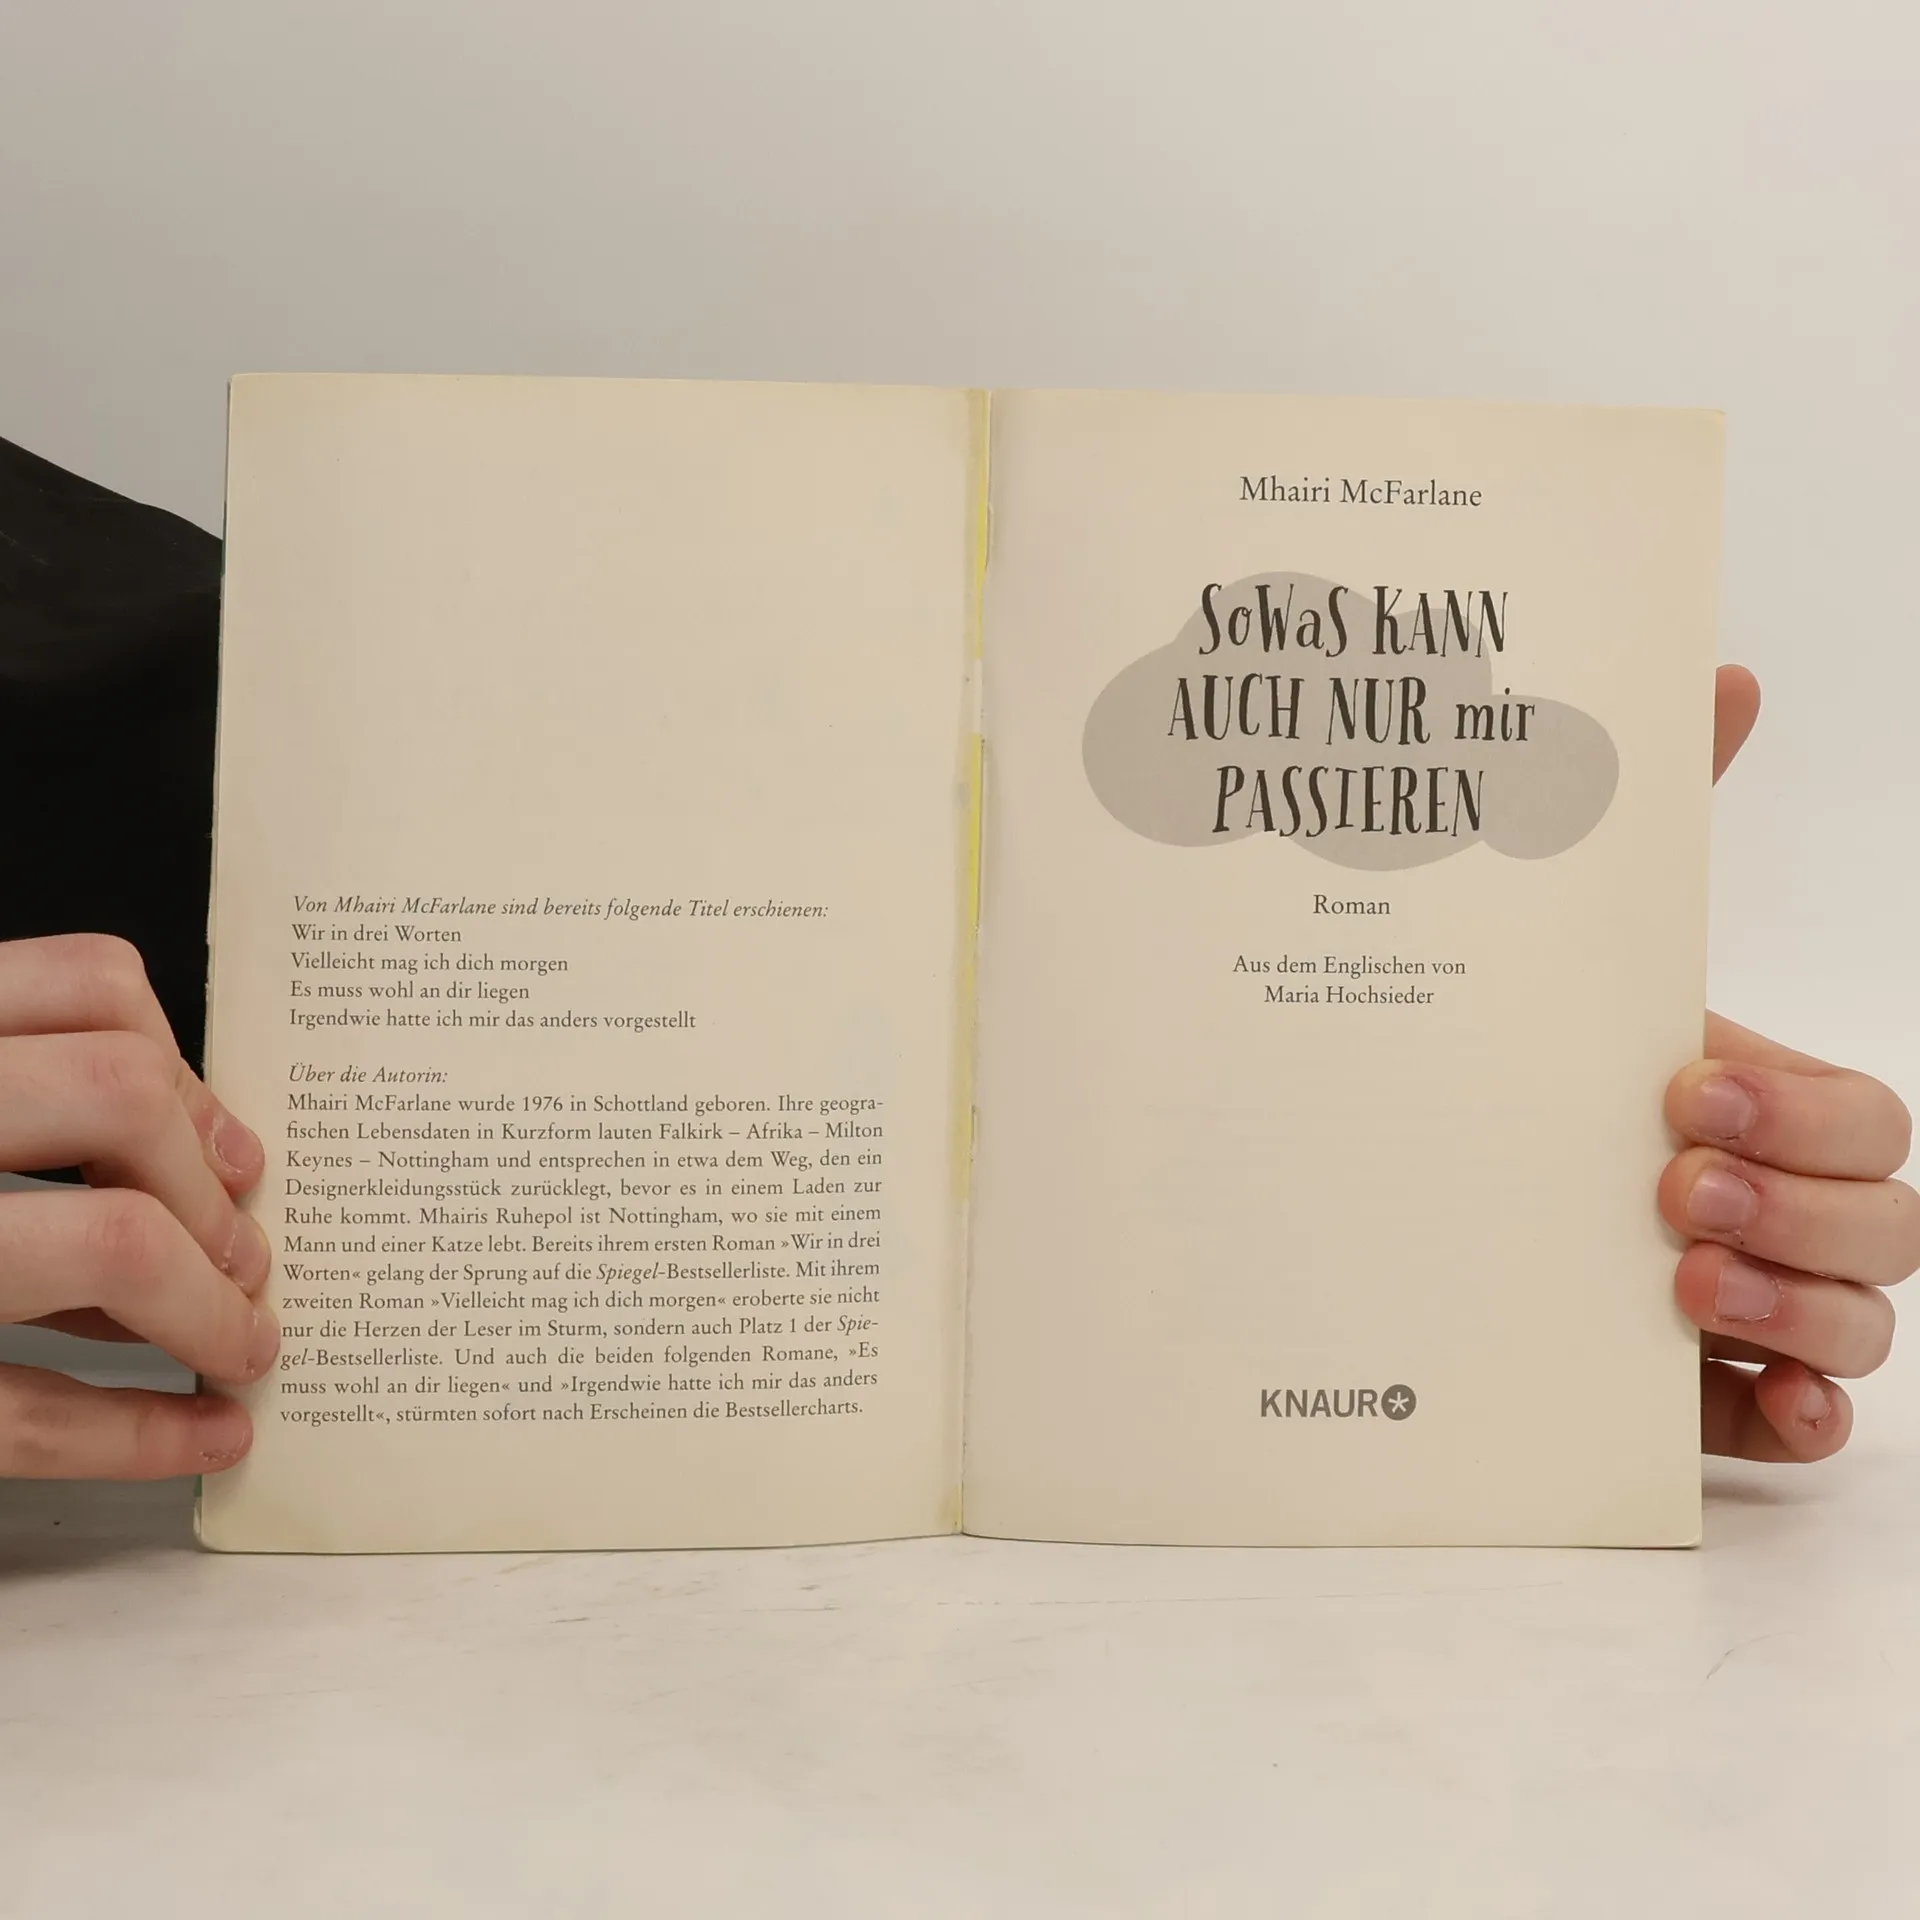 Von Mhairi McFarlane sind bereits folgende Titel erschienen:
Wir in drei Worten
Vielleicht mag ich dich morgen
Es muss wohl an dir liegen
Irgendwie hatte ich mir das anders vorgestellt
Über die Autorin:
Mhairi McFarlane wurde 1976 in Schottland geboren. Ihre geogra-
fischen Lebensdaten in Kurzform lauten Falkirk – Afrika – Milton
Keynes – Nottingham und entsprechen in etwa dem Weg, den ein
Designerkleidungsstück zurücklegt, bevor es in einem Laden zur
Ruhe kommt. Mhairis Ruhepol ist Nottingham, wo sie mit einem
Mann und einer Katze lebt. Bereits ihrem ersten Roman »Wir in drei
Worten« gelang der Sprung auf die Spiegel-Bestsellerliste. Mit ihrem
zweiten Roman »Vielleicht mag ich dich morgen« eroberte sie nicht
nur die Herzen der Leser im Sturm, sondern auch Platz 1 der Spie-
gel-Bestsellerliste. Und auch die beiden folgenden Romane, »Es
muss wohl an dir liegen« und »Irgendwie hatte ich mir das anders
vorgestellt«, stürmten sofort nach Erscheinen die Bestsellercharts.
Mhairi McFarlane
SoWaS KANN
AUCH NUR mir
PASSIEREN
Roman
Aus dem Englischen von
Maria Hochsieder
KNAUR